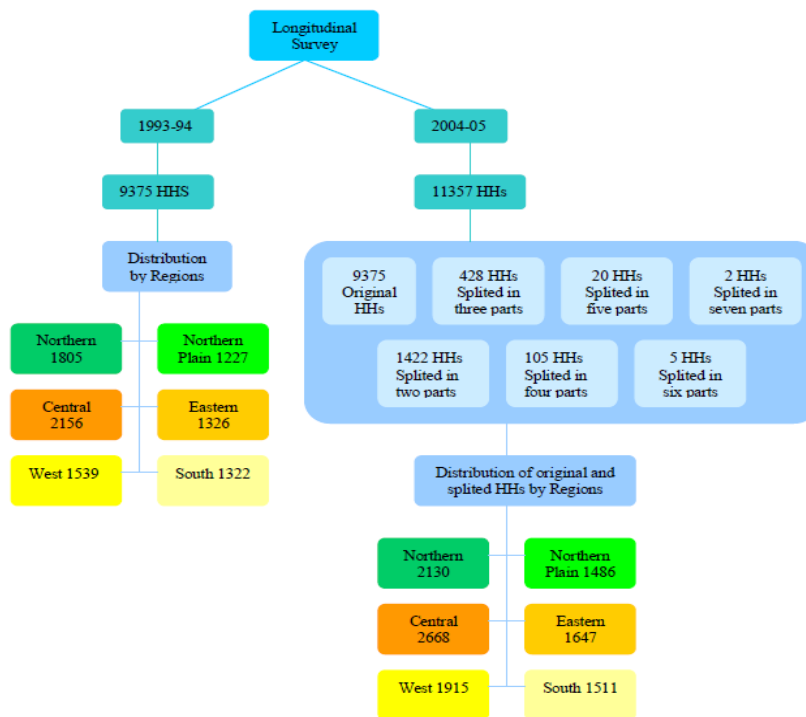 Longitudinal
Survey
1993-94
2004-05
9375 HHS
11357 HHs
Distribution
by Regions
Northern
1805
Northern
Plain 1227
Central
2156
Eastern
1326
West 1539
South 1322
9375
Original
HHs
428 HHs
Splited in
three parts
20 HHs
Splited in
five parts
2 HHs
Splited in
seven parts
1422 HHs
Splited in
two parts
105 HHs
Splited in
four parts
5 HHs
Splited in
six parts
Distribution of original and
splited HHs by Regions
Northern
2130
Northern
Plain 1486
Central
2668
Eastern
1647
West 1915
South 1511